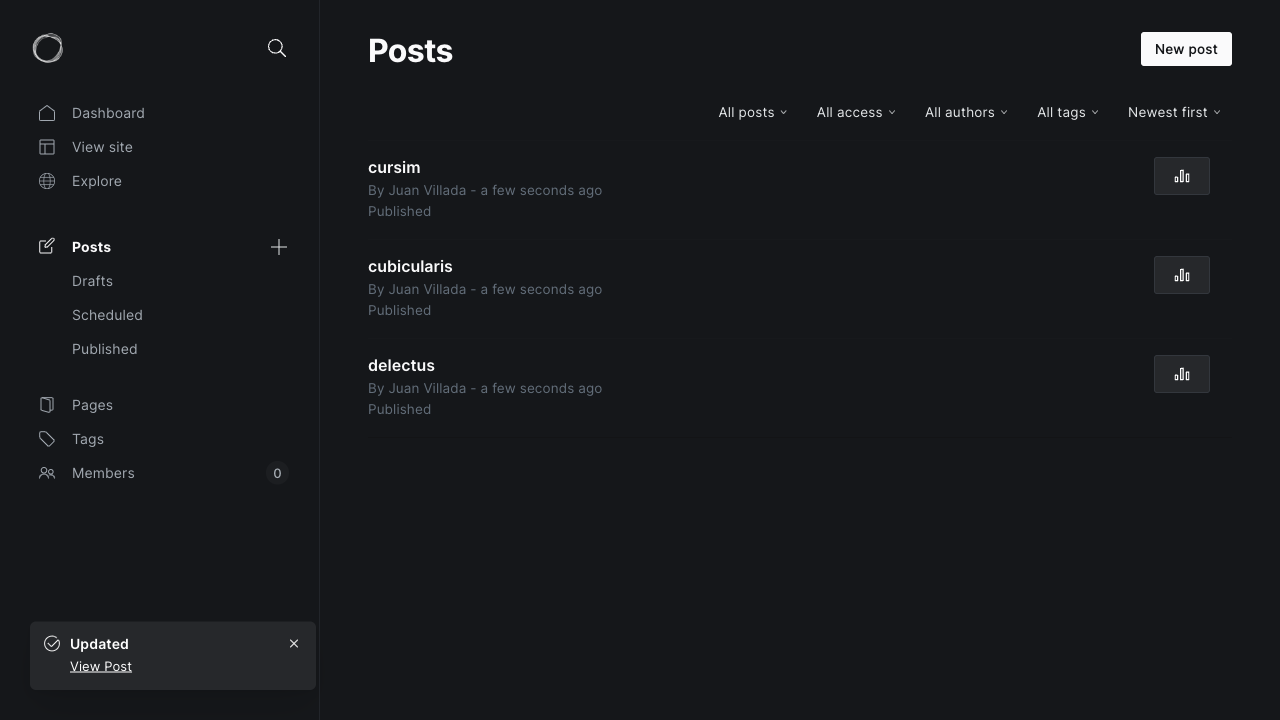 Posts
New post
Dashboard
View site
Explore
Posts
Drafts
Scheduled
Published
Pages
Tags
Members 0
All posts All access All authors All tags Newest first
cursim
By Juan Villada - a few seconds ago
Published
cubicularis
By Juan Villada - a few seconds ago
Published
delectus
By Juan Villada - a few seconds ago
Published
Updated
View Post